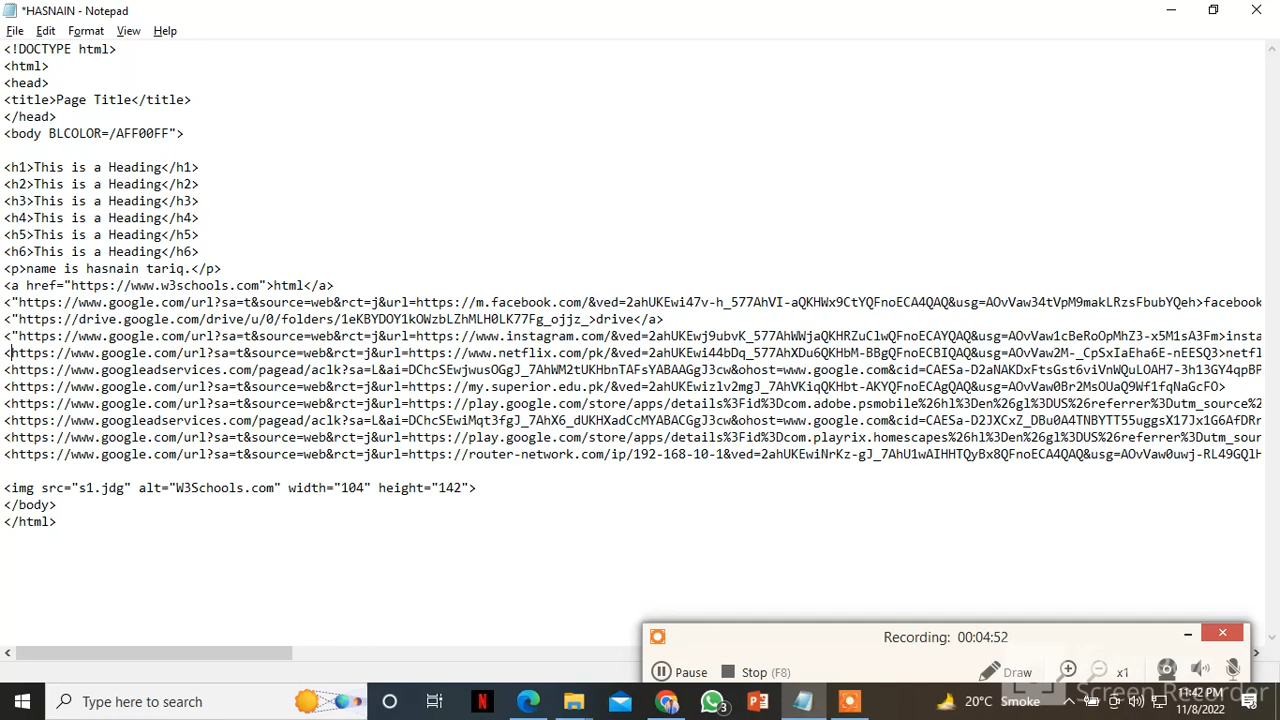 *HASNAIN - Notepad
File Edit Format View Help
<!DOCTYPE html>
<html>
<head>
<title>Page Title</title>
</head>
<body BLCOLOR=/AFF00FF">
<h1>This is a Heading</h1>
<h2>This is a Heading</h2>
<h3>This is a Heading</h3>
<h4>This is a Heading</h4>
<h5>This is a Heading</h5>
<h6>This is a Heading</h6>
<p>name is hasnain tariq.</p>
<a href="https://www.w3schools.com">html</a>
<"https://www.google.com/url?sa=t&source=web&rct=j&url=https://m.facebook.com/&ved=2ahUKEwi47v-h_577AhVI-aQKHWx9CtYQFnoECA4QAQ&usg=AOvVaw34tVpM9makLRzsFbubYQeh>facebook
<"https://drive.google.com/drive/u/0/folders/1eKBYDOY1kOWzbLZhMLH0LK77Fg_ojjz_>drive</a>
<"https://www.google.com/url?sa=t&source=web&rct=j&url=https://www.instagram.com/&ved=2ahUKEwj9ubvK_577AhWWjaQKHRZuClwQFnoECAYQAQ&usg=AOvVaw1cBeRoOpMhZ3-x5M1sA3Fm>insta
<https://www.google.com/url?sa=t&source=web&rct=j&url=https://www.netflix.com/pk/&ved=2ahUKEwi44bDq_577AhXDu6QKHbM-BBgQFnoECBIQAQ&usg=AOvVaw2M-_CpSxIaEha6E-nEESQ3>netfl
<https://www.googleadservices.com/pagead/aclk?sa=L&ai=DChcSEwjwusOGgJ_7AhWM2tUKHbnTAFsYABAAGgJ3cw&ohost=www.google.com&cid=CAESa-D2aNAKDxFtsGst6viVnWQuLOAH7-3h13GY4qpBP
<https://www.google.com/url?sa=t&source=web&rct=j&url=https://my.superior.edu.pk/&ved=2ahUKEwizlv2mgJ_7AhVKiqQKHbt-AKYQFnoECAgQAQ&usg=AOvVaw0Br2MsOUaQ9Wf1fqNaGcfO>
<https://www.google.com/url?sa=t&source=web&rct=j&url=https://play.google.com/store/apps/details%3Fid%3Dcom.adobe.psmobile%26hl%3Den%26gl%3DUS%26referrer%3Dutm_source%2
<https://www.googleadservices.com/pagead/aclk?sa=L&ai=DChcSEwiMqt3fgJ_7AhX6_dUKHXadCcMYABACGgJ3cw&ohost=www.google.com&cid=CAESa-D2JXCxZ_DBu0A4TNBYTT55uggsX17Jx1G6AfDRr
<https://www.google.com/url?sa=t&source=web&rct=j&url=https://play.google.com/store/apps/details%3Fid%3Dcom.playrix.homescapes%26hl%3Den%26gl%3DUS%26referrer%3Dutm_sour
<https://www.google.com/url?sa=t&source=web&rct=j&url=https://router-network.com/ip/192-168-10-1&ved=2ahUKEwiNrKz-gJ_7AhU1wAIHHTQyBx8QFnoECA4QAQ&usg=AOvVaw0uwj-RL49GQlH
<img src="s1.jdg" alt="W3Schools.com" width="104" height="142">
</body>
</html>
Recording: 00:04:52
Pause Stop (F8) Draw x1
Screen Recorder
Type here to search
3
20°C Smoke
11:42 PM
11/8/2022